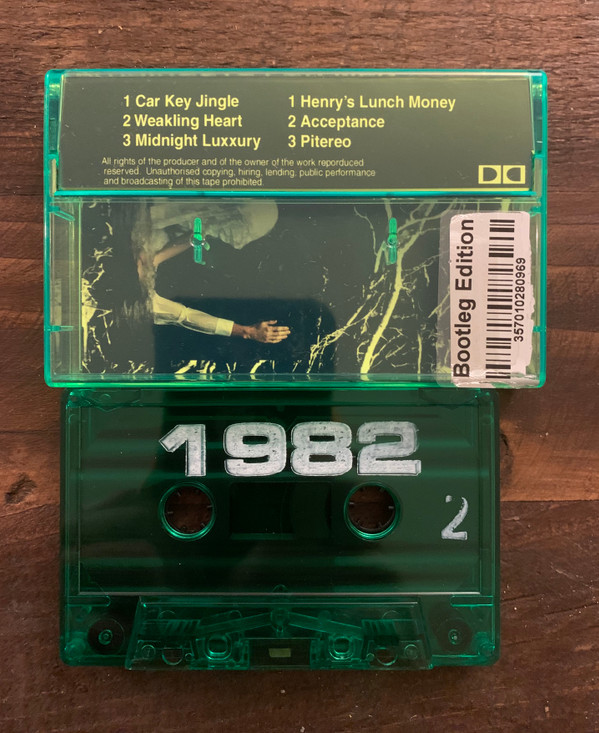 1 Car Key Jingle
2 Weakling Heart
3 Midnight Luxxury
1 Henry's Lunch Money
2 Acceptance
3 Pitereo
All rights of the producer and of the owner of the work reporduced
reserved. Unauthorised copying, hiring, lending, public performance
and broadcasting of this tape prohibited.
Bootleg Edition
357010280969
1982
2